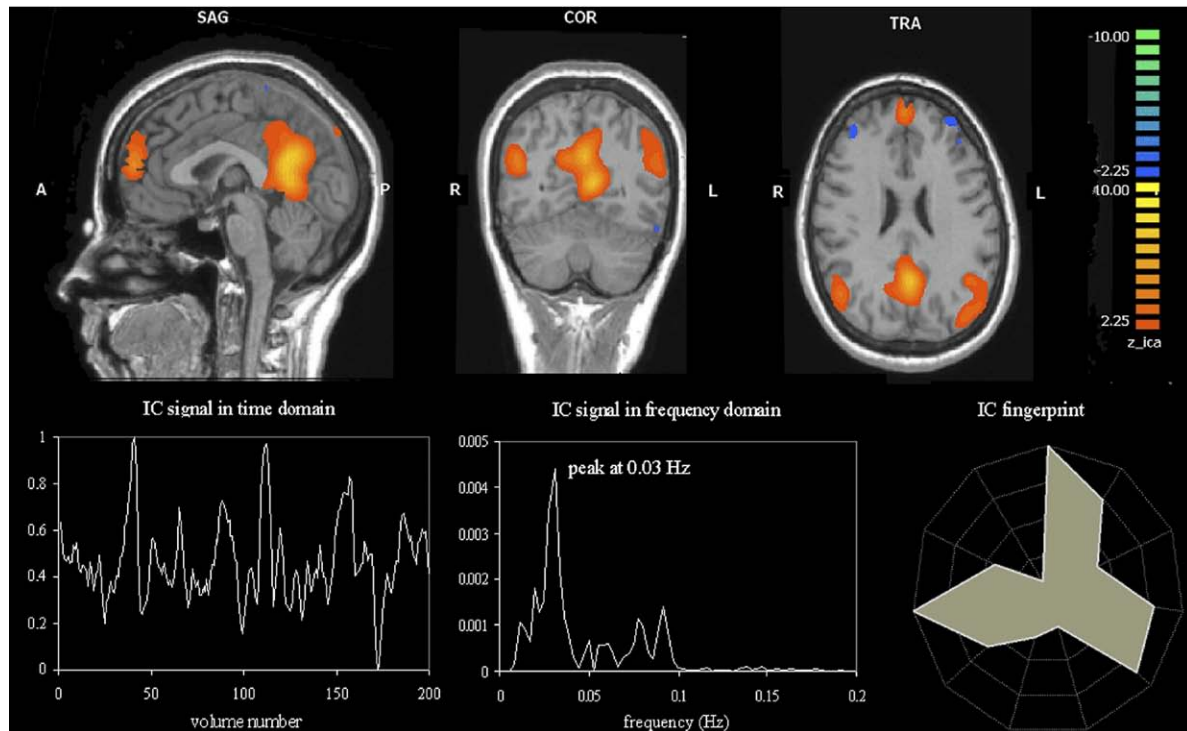 SAG
COR
TRA
A
P
R
L
R
L
-10.00
-2.25
10.00
2.25
z_ica
IC signal in time domain
1
0.8
0.6
0.4
0.2
0
0
50
100
150
200
volume number
IC signal in frequency domain
peak at 0.03 Hz
0.005
0.004
0.003
0.002
0.001
0
0
0.05
0.1
0.15
0.2
frequency (Hz)
IC fingerprint